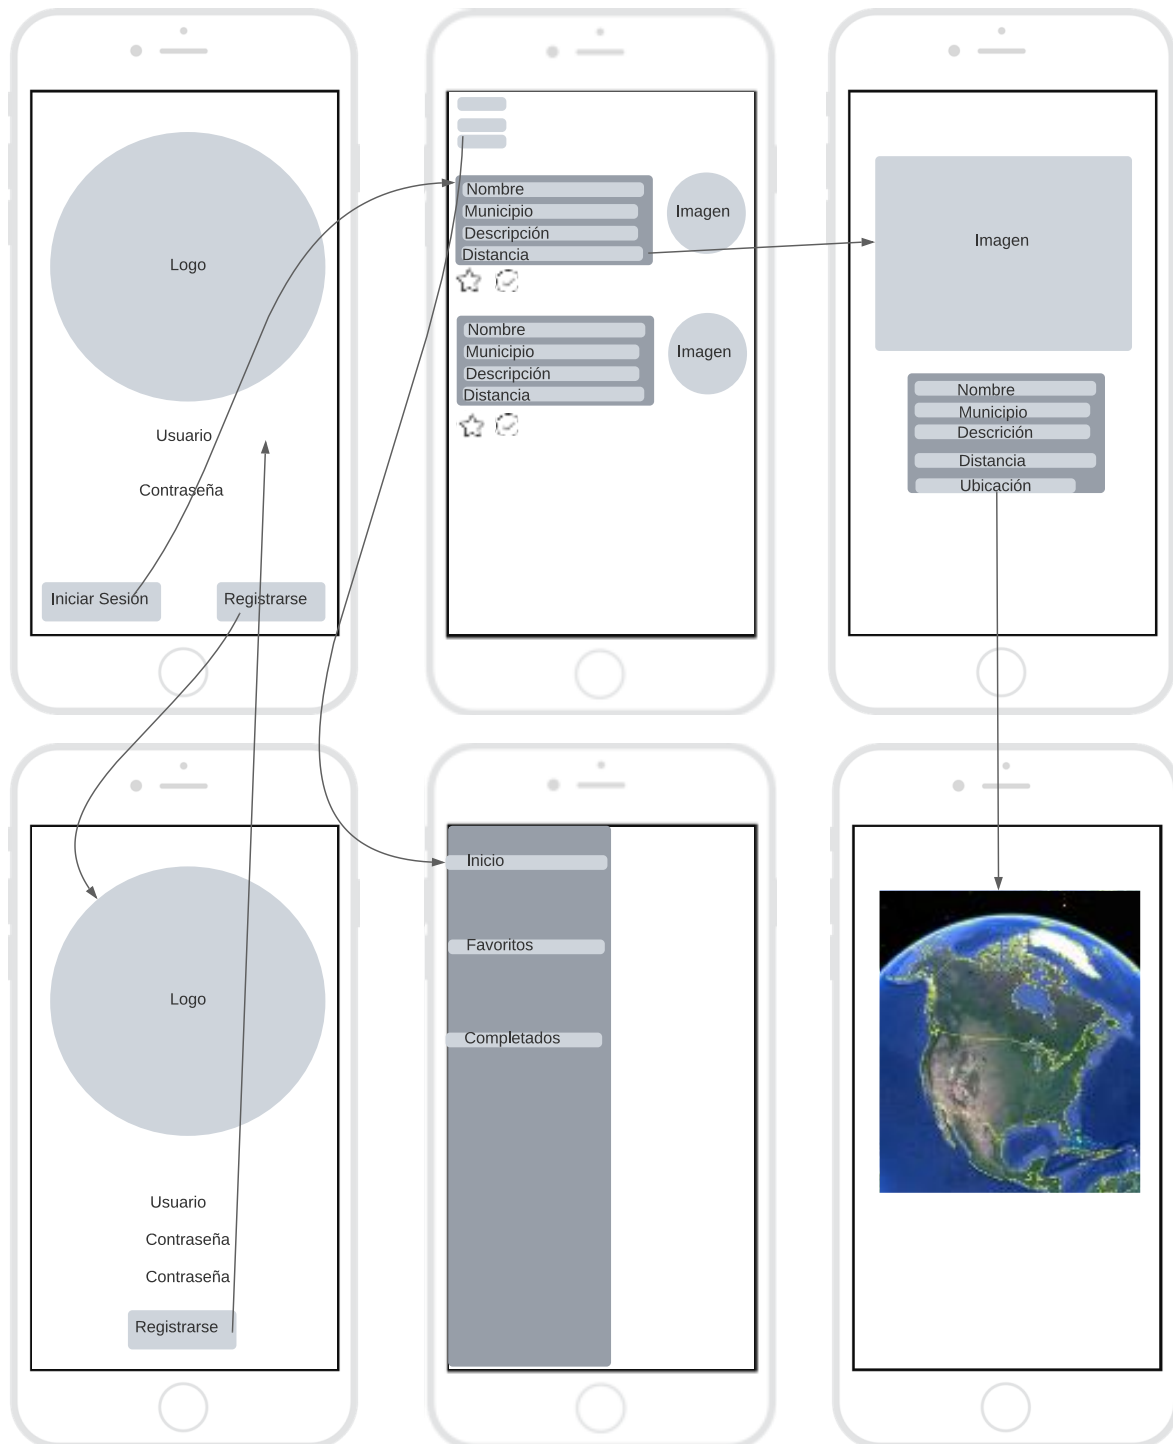 Logo
Usuario
Contraseña
Iniciar Sesión
Registrarse
Nombre
Municipio
Descripción
Distancia
Imagen
Nombre
Municipio
Descripción
Distancia
Imagen
Imagen
Nombre
Municipio
Descrición
Distancia
Ubicación
Logo
Usuario
Contraseña
Contraseña
Registrarse
Inicio
Favoritos
Completados